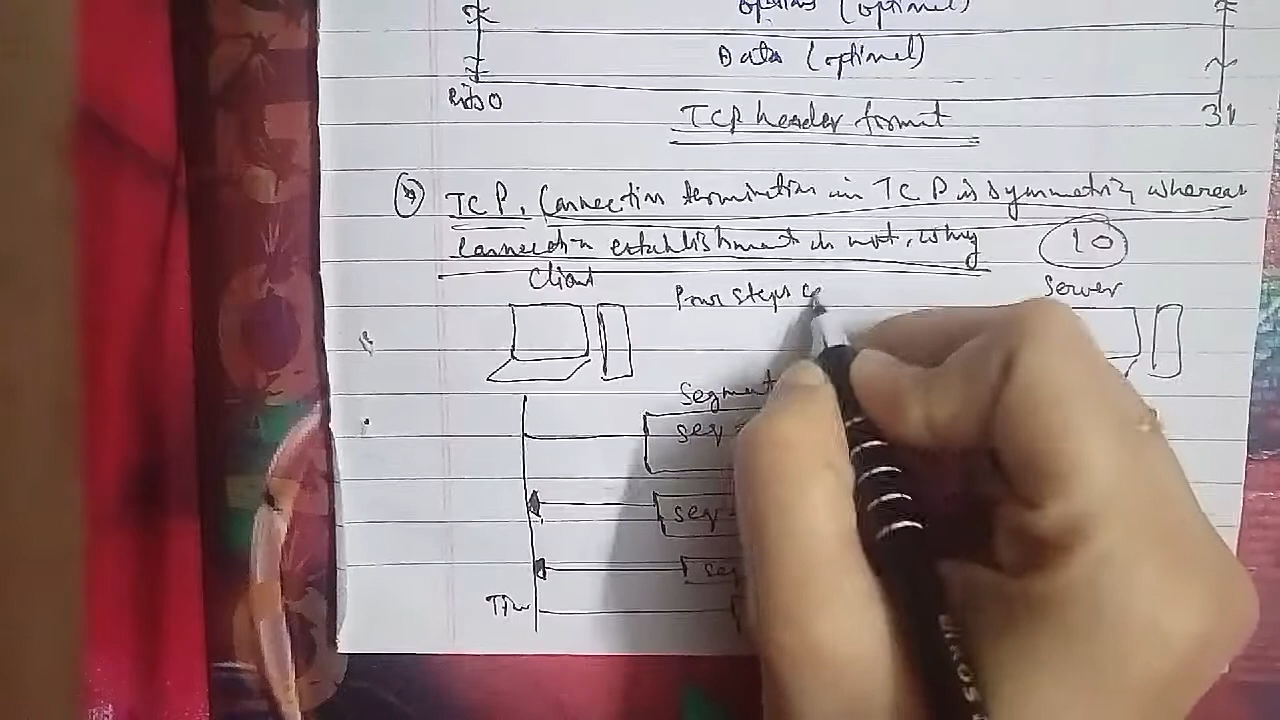 options (optional)
Data (optional)
Bits 0
31
TCP header format
TCP. Connection termination in TCP is symmetric, whereas
connection establishment is not, why
10
Client
Four steps
Server
Segment
seq
seq
seq
Time